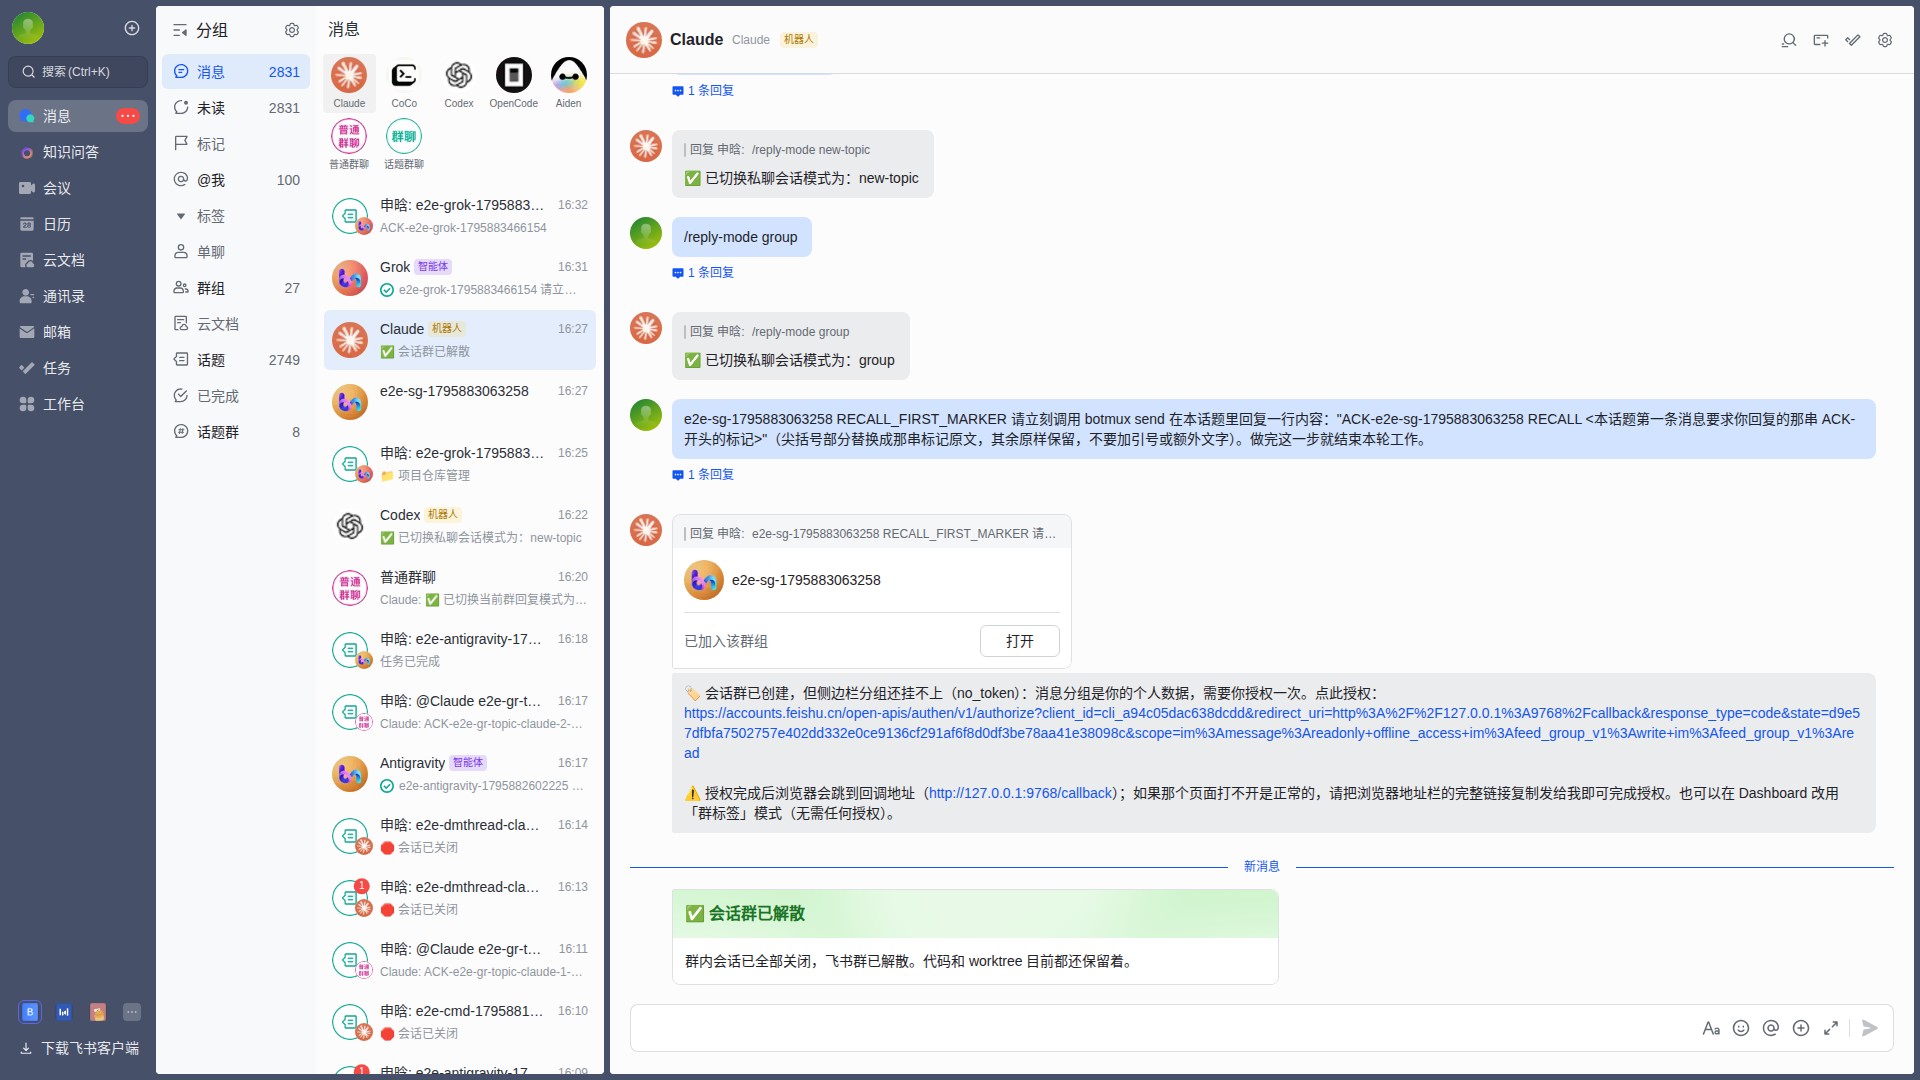 搜索 (Ctrl+K)
消息
知识问答
会议
日历
云文档
通讯录
邮箱
任务
工作台
下载飞书客户端
分组
消息 2831
未读 2831
标记
@我 100
标签
单聊
群组 27
云文档
话题 2749
已完成
话题群 8
消息
Claude
CoCo
Codex
OpenCode
Aiden
普通群聊
普通群聊
群聊
话题群聊
申晗: e2e-grok-1795883... 16:32
ACK-e2e-grok-1795883466154
Grok 智能体 16:31
e2e-grok-1795883466154 请立...
Claude 机器人 16:27
✅ 会话群已解散
e2e-sg-1795883063258 16:27
申晗: e2e-grok-1795883... 16:25
📁 项目仓库管理
Codex 机器人 16:22
✅ 已切换私聊会话模式为：new-topic
普通群聊 16:20
Claude: ✅ 已切换当前群回复模式为...
申晗: e2e-antigravity-17... 16:18
任务已完成
申晗: @Claude e2e-gr-t... 16:17
Claude: ACK-e2e-gr-topic-claude-2-...
Antigravity 智能体 16:17
e2e-antigravity-1795882602225 ...
申晗: e2e-dmthread-cla... 16:14
🛑 会话已关闭
1
申晗: e2e-dmthread-cla... 16:13
🛑 会话已关闭
申晗: @Claude e2e-gr-t... 16:11
Claude: ACK-e2e-gr-topic-claude-1-...
申晗: e2e-cmd-1795881... 16:10
🛑 会话已关闭
1
申晗: e2e-antigravity-17... 16:09
Claude Claude 机器人
1 条回复
回复 申晗：/reply-mode new-topic
✅ 已切换私聊会话模式为：new-topic
/reply-mode group
1 条回复
回复 申晗：/reply-mode group
✅ 已切换私聊会话模式为：group
e2e-sg-1795883063258 RECALL_FIRST_MARKER 请立刻调用 botmux send 在本话题里回复一行内容："ACK-e2e-sg-1795883063258 RECALL <本话题第一条消息要求你回复的那串 ACK-
开头的标记>"（尖括号部分替换成那串标记原文，其余原样保留，不要加引号或额外文字）。做完这一步就结束本轮工作。
1 条回复
回复 申晗：e2e-sg-1795883063258 RECALL_FIRST_MARKER 请...
e2e-sg-1795883063258
已加入该群组 打开
🏷️ 会话群已创建，但侧边栏分组还挂不上（no_token）：消息分组是你的个人数据，需要你授权一次。点此授权：
https://accounts.feishu.cn/open-apis/authen/v1/authorize?client_id=cli_a94c05dac638dcdd&redirect_uri=http%3A%2F%2F127.0.0.1%3A9768%2Fcallback&response_type=code&state=d9e5
7dfbfa7502757e402dd332e0ce9136cf291af6f8d0df3be78aa41e38098c&scope=im%3Amessage%3Areadonly+offline_access+im%3Afeed_group_v1%3Awrite+im%3Afeed_group_v1%3Are
ad
⚠️ 授权完成后浏览器会跳到回调地址（http://127.0.0.1:9768/callback）；如果那个页面打不开是正常的，请把浏览器地址栏的完整链接复制发给我即可完成授权。也可以在 Dashboard 改用
「群标签」模式（无需任何授权）。
新消息
✅ 会话群已解散
群内会话已全部关闭，飞书群已解散。代码和 worktree 目前都还保留着。